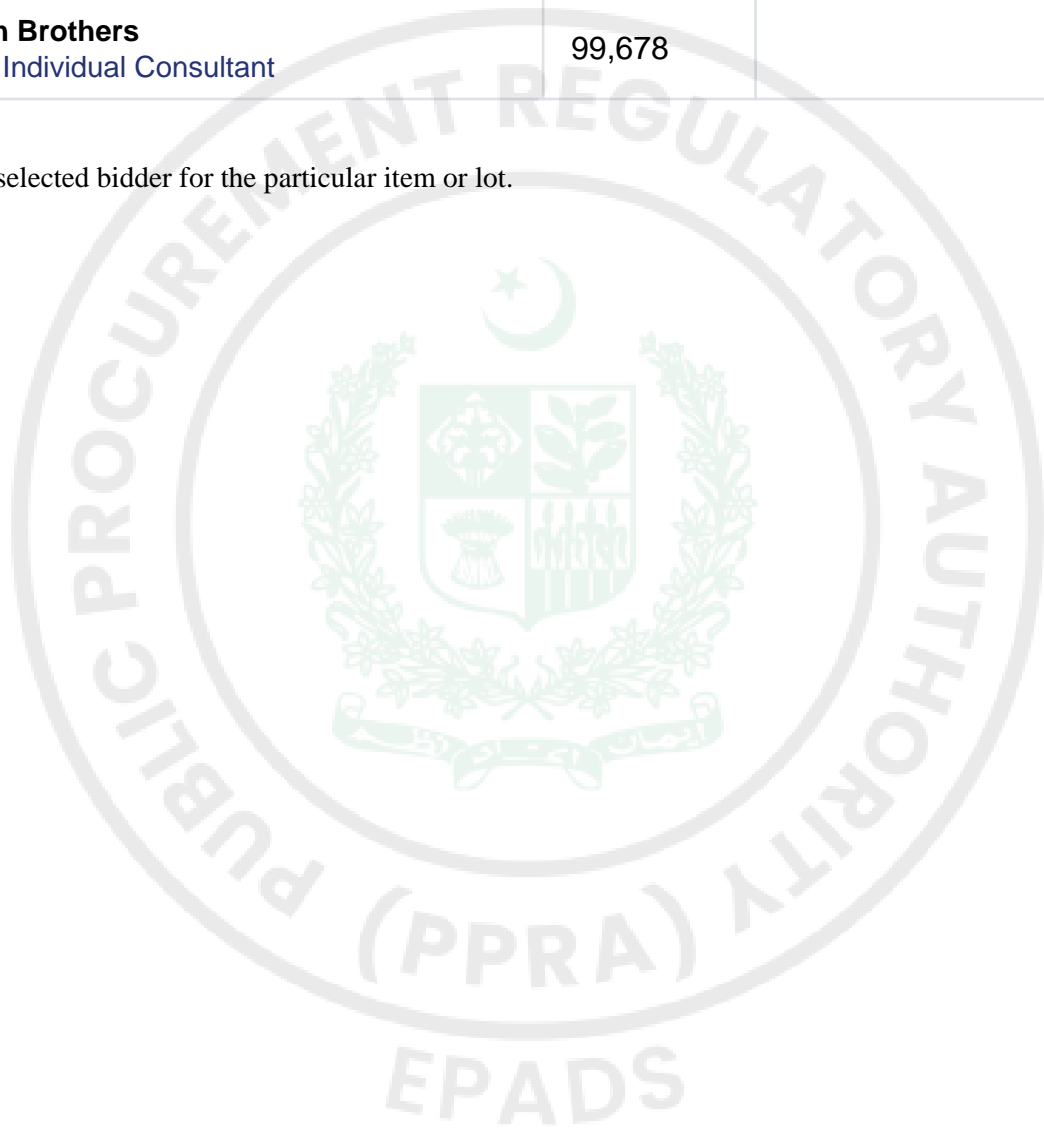 n Brothers
99,678
Individual Consultant
selected bidder for the particular item or lot.
PUBLIC PROCUREMENT REGULATORY AUTHORITY
(PPRA)
EPADS